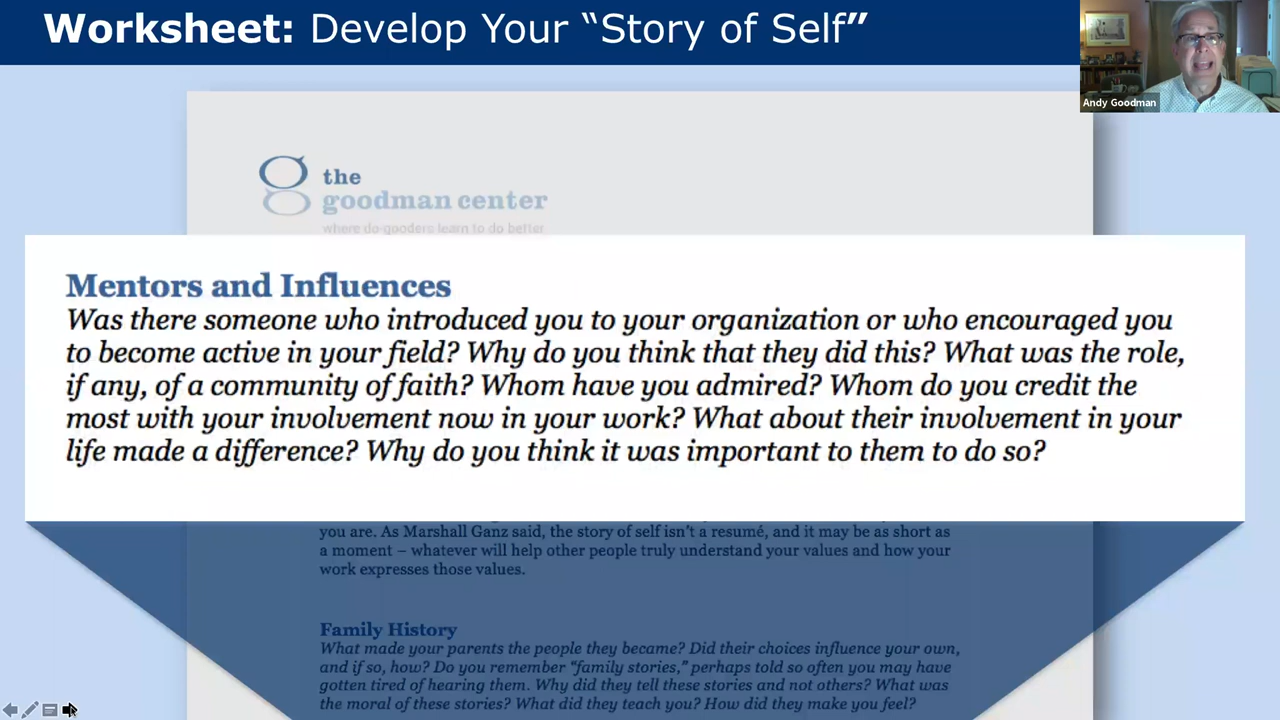 Worksheet: Develop Your “Story of Self”
Andy Goodman
the
goodman center
where do-gooders learn to do better
Mentors and Influences
Was there someone who introduced you to your organization or who encouraged you
to become active in your field? Why do you think that they did this? What was the role,
if any, of a community of faith? Whom have you admired? Whom do you credit the
most with your involvement now in your work? What about their involvement in your
life made a difference? Why do you think it was important to them to do so?
you are. As Marshall Ganz said, the story of self isn’t a resumé, and it may be as short as
a moment – whatever will help other people truly understand your values and how your
work expresses those values.
Family History
What made your parents the people they became? Did their choices influence your own,
and if so, how? Do you remember “family stories,” perhaps told so often you may have
gotten tired of hearing them. Why did they tell these stories and not others? What was
the moral of these stories? What did they teach you? How did they make you feel?